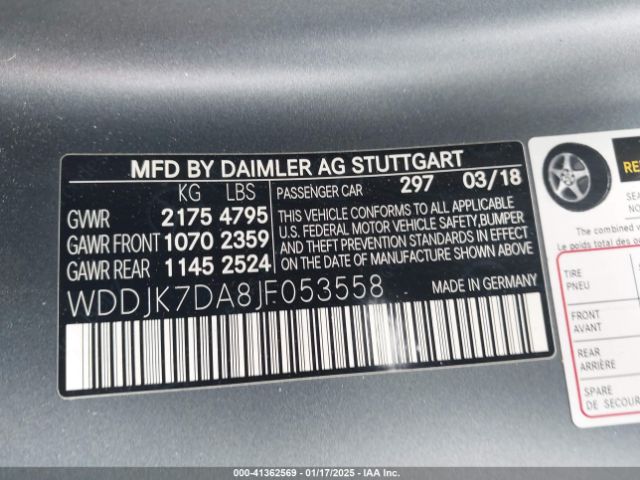 MFD BY DAIMLER AG STUTTGART
KG LBS
GVWR 2175 4795
GAWR FRONT 1070 2359
GAWR REAR 1145 2524
PASSENGER CAR 297 03/18
THIS VEHICLE CONFORMS TO ALL APPLICABLE
U.S. FEDERAL MOTOR VEHICLE SAFETY, BUMPER
AND THEFT PREVENTION STANDARDS IN EFFECT
ON DATE OF MANUFACTURE SHOWN ABOVE
WDDJK7DA8JF053558
MADE IN GERMANY
The combined
Le poids total des
TIRE
PNEU
FRONT
AVANT
REAR
ARRIÈRE
SPARE
DE SECOUR
000-41362569 - 01/17/2025 - IAA Inc.